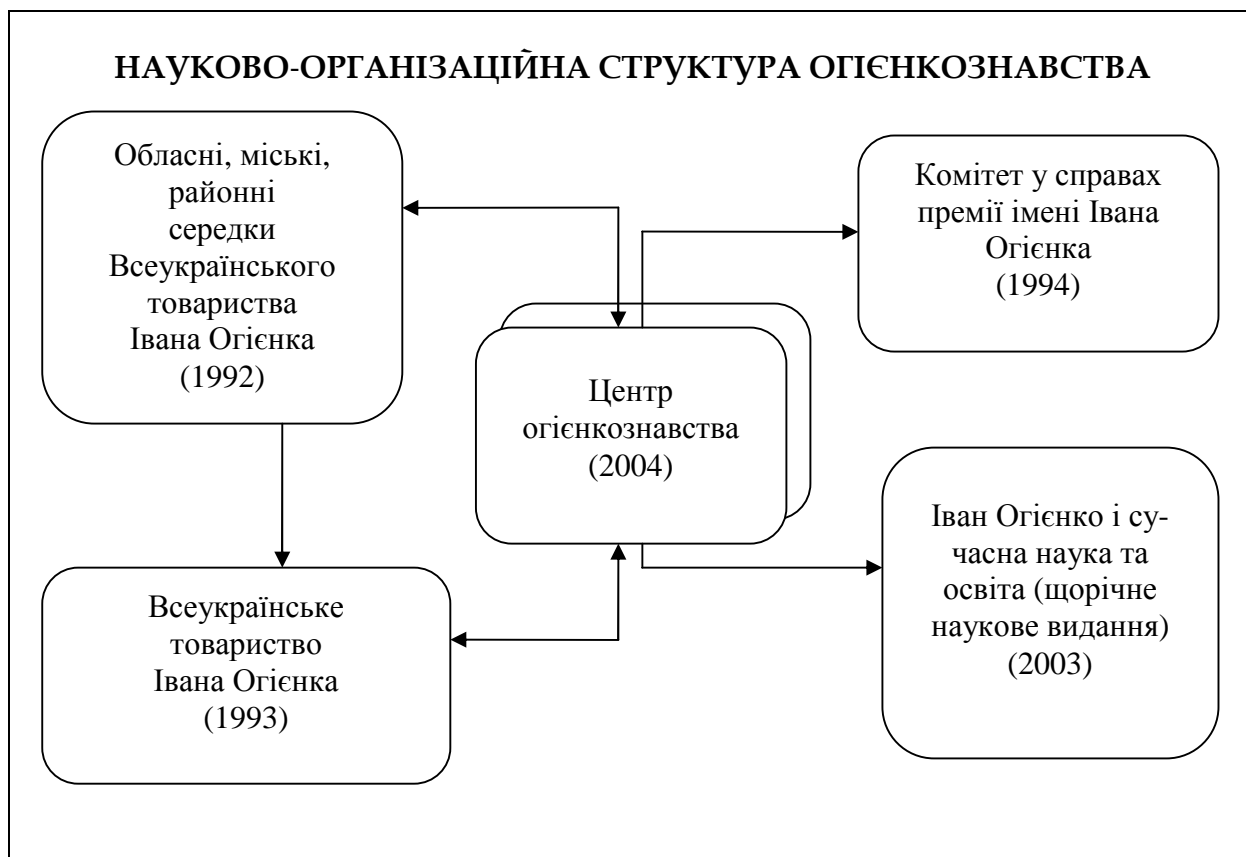 НАУКОВО-ОРГАНІЗАЦІЙНА СТРУКТУРА ОГІЄНКОЗНАВСТВА
Обласні, міські,
районні
середки
Всеукраїнського
товариства
Івана Огієнка
(1992)
Комітет у справах
премії імені Івана
Огієнка
(1994)
Центр
огієнкознавства
(2004)
Всеукраїнське
товариство
Івана Огієнка
(1993)
Іван Огієнко і су-
часна наука та
освіта (щорічне
наукове видання)
(2003)